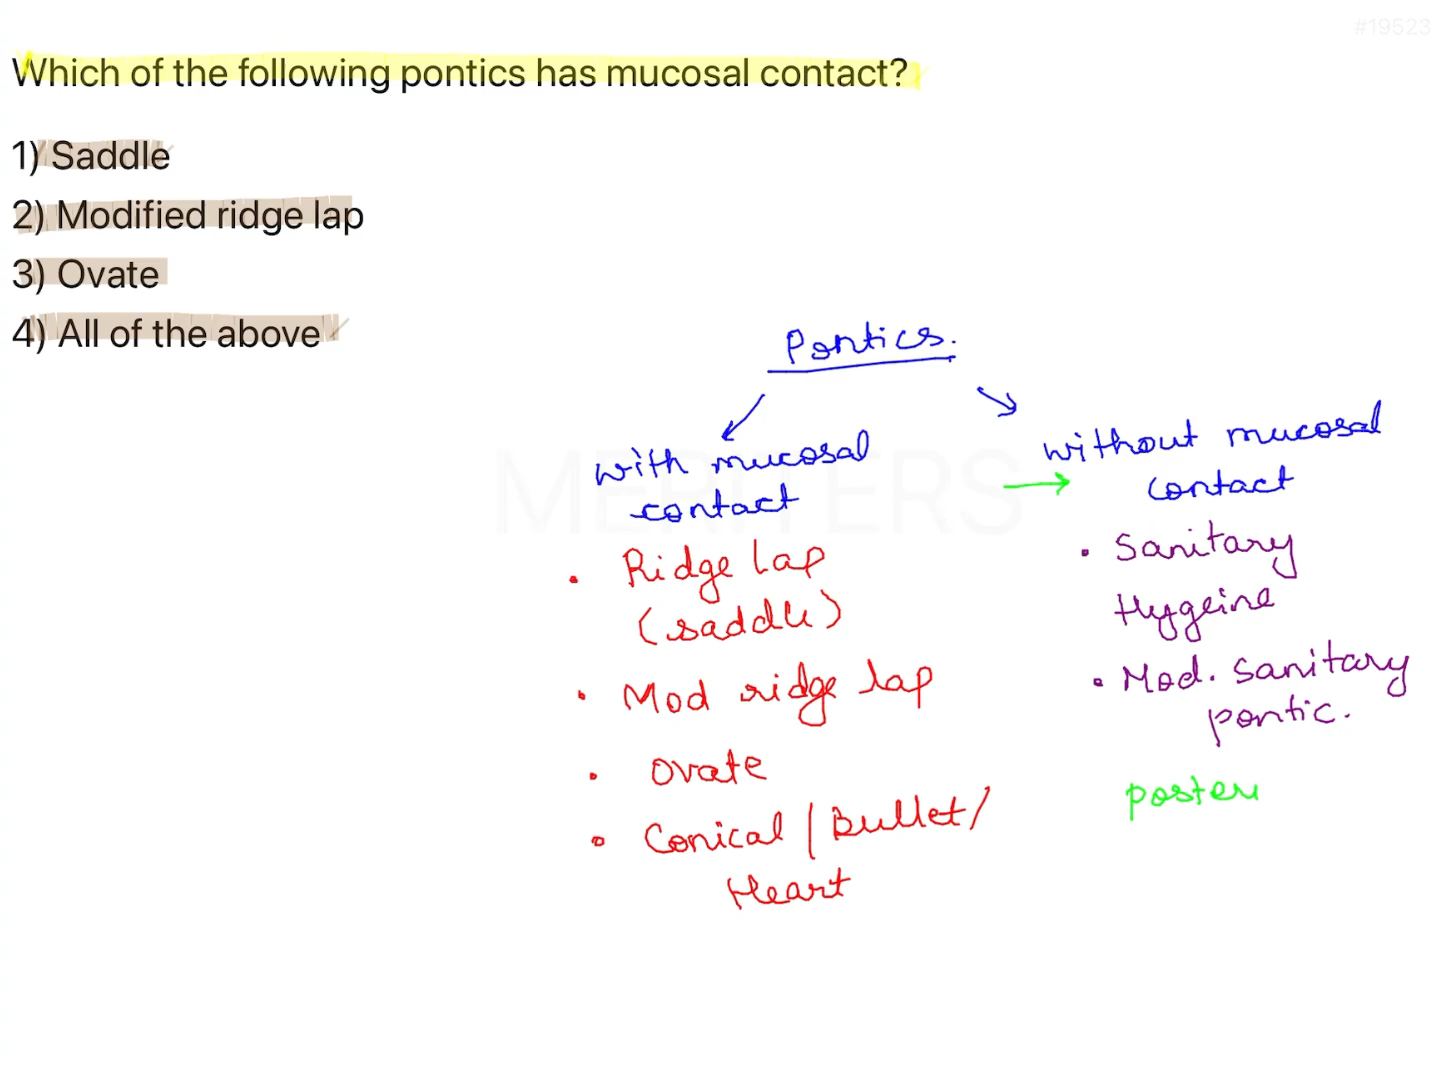 #19523
Which of the following pontics has mucosal contact?
1) Saddle
2) Modified ridge lap
3) Ovate
4) All of the above
Pontics.
with mucosal
contact
without mucosal
contact
MERITERS
• Ridge lap
(saddle)
• Mod ridge lap
• Ovate
• Conical / Bullet /
Heart
• Sanitary
Hygeine
• Mod. Sanitary
pontic.
posteri